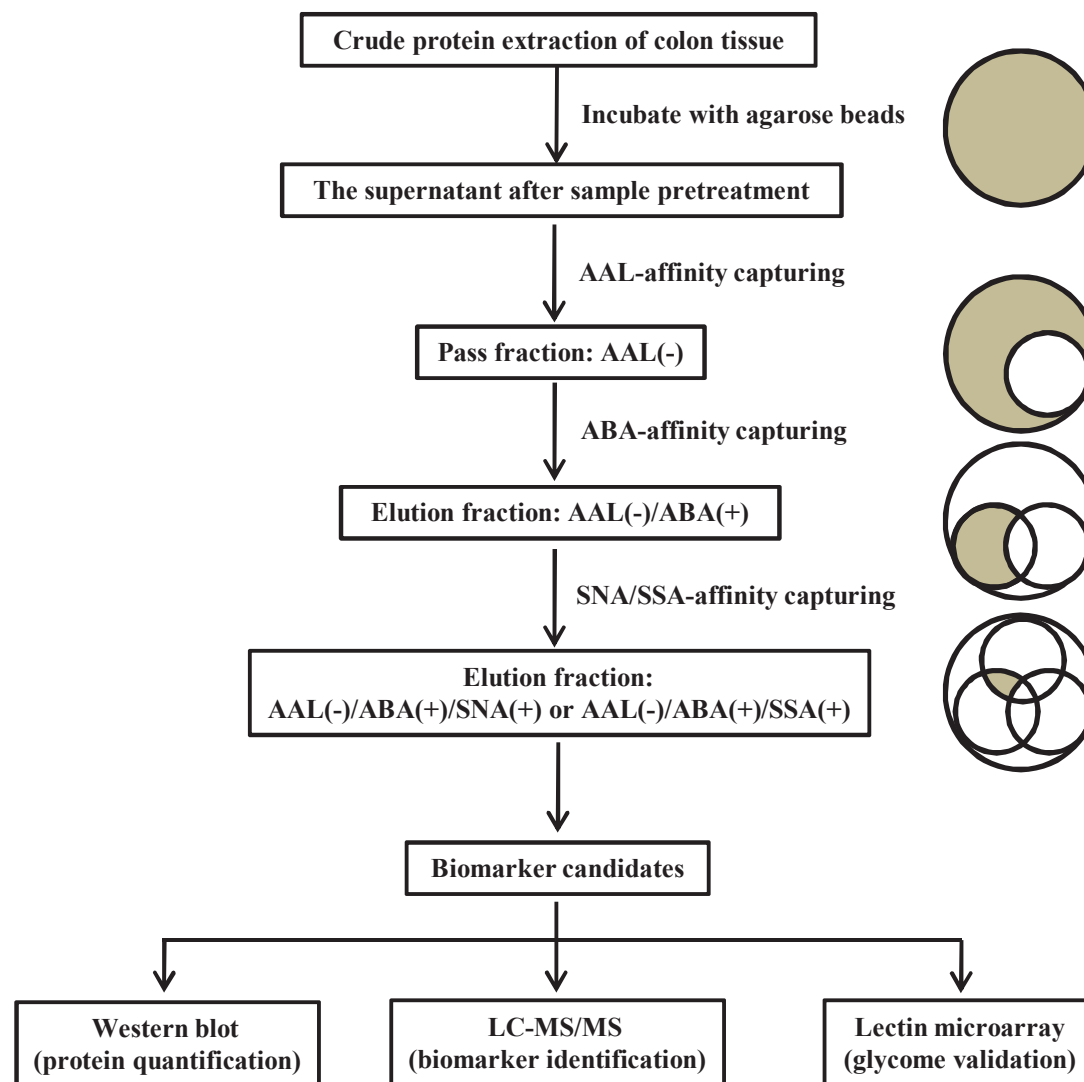 Crude protein extraction of colon tissue
Incubate with agarose beads
The supernatant after sample pretreatment
AAL-affinity capturing
Pass fraction: AAL(-)
ABA-affinity capturing
Elution fraction: AAL(-)/ABA(+)
SNA/SSA-affinity capturing
Elution fraction:
AAL(-)/ABA(+)/SNA(+) or AAL(-)/ABA(+)/SSA(+)
Biomarker candidates
Western blot
(protein quantification)
LC-MS/MS
(biomarker identification)
Lectin microarray
(glycome validation)